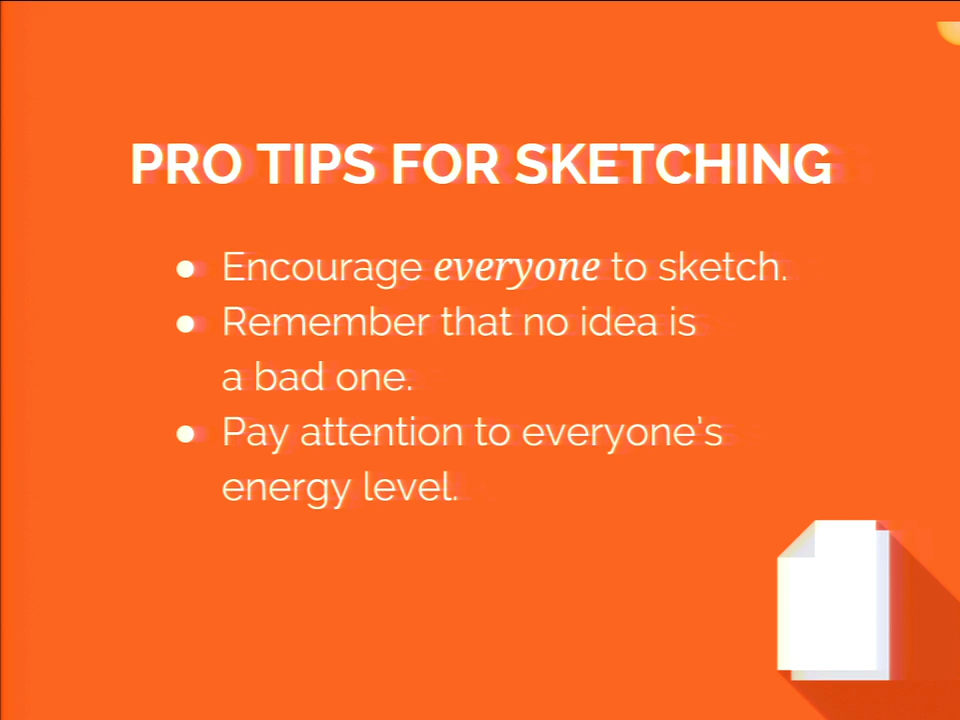 PRO TIPS FOR SKETCHING
● Encourage everyone to sketch.
● Remember that no idea is
a bad one.
● Pay attention to everyone's
energy level.